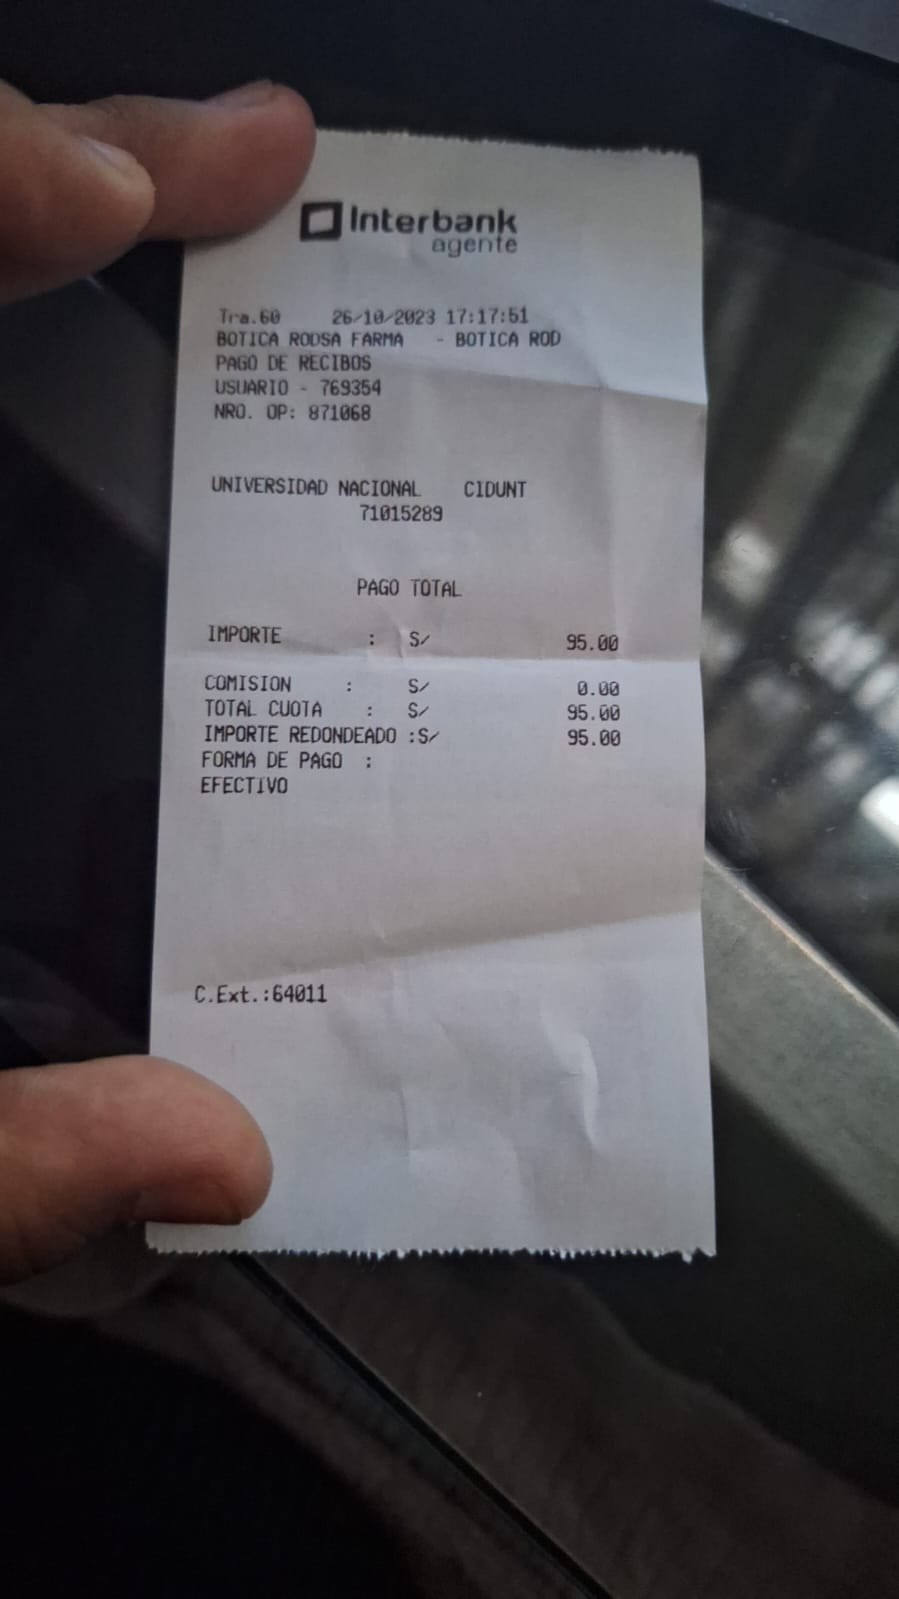 Interbank
agente
Tra.60 26/10/2023 17:17:51
BOTICA RODSA FARMA - BOTICA ROD
PAGO DE RECIBOS
USUARIO - 769354
NRO. OP: 871068
UNIVERSIDAD NACIONAL CIDUNT
71015289
PAGO TOTAL
IMPORTE : S/ 95.00
COMISION : S/ 0.00
TOTAL CUOTA : S/ 95.00
IMPORTE REDONDEADO :S/ 95.00
FORMA DE PAGO :
EFECTIVO
C.Ext.:64011